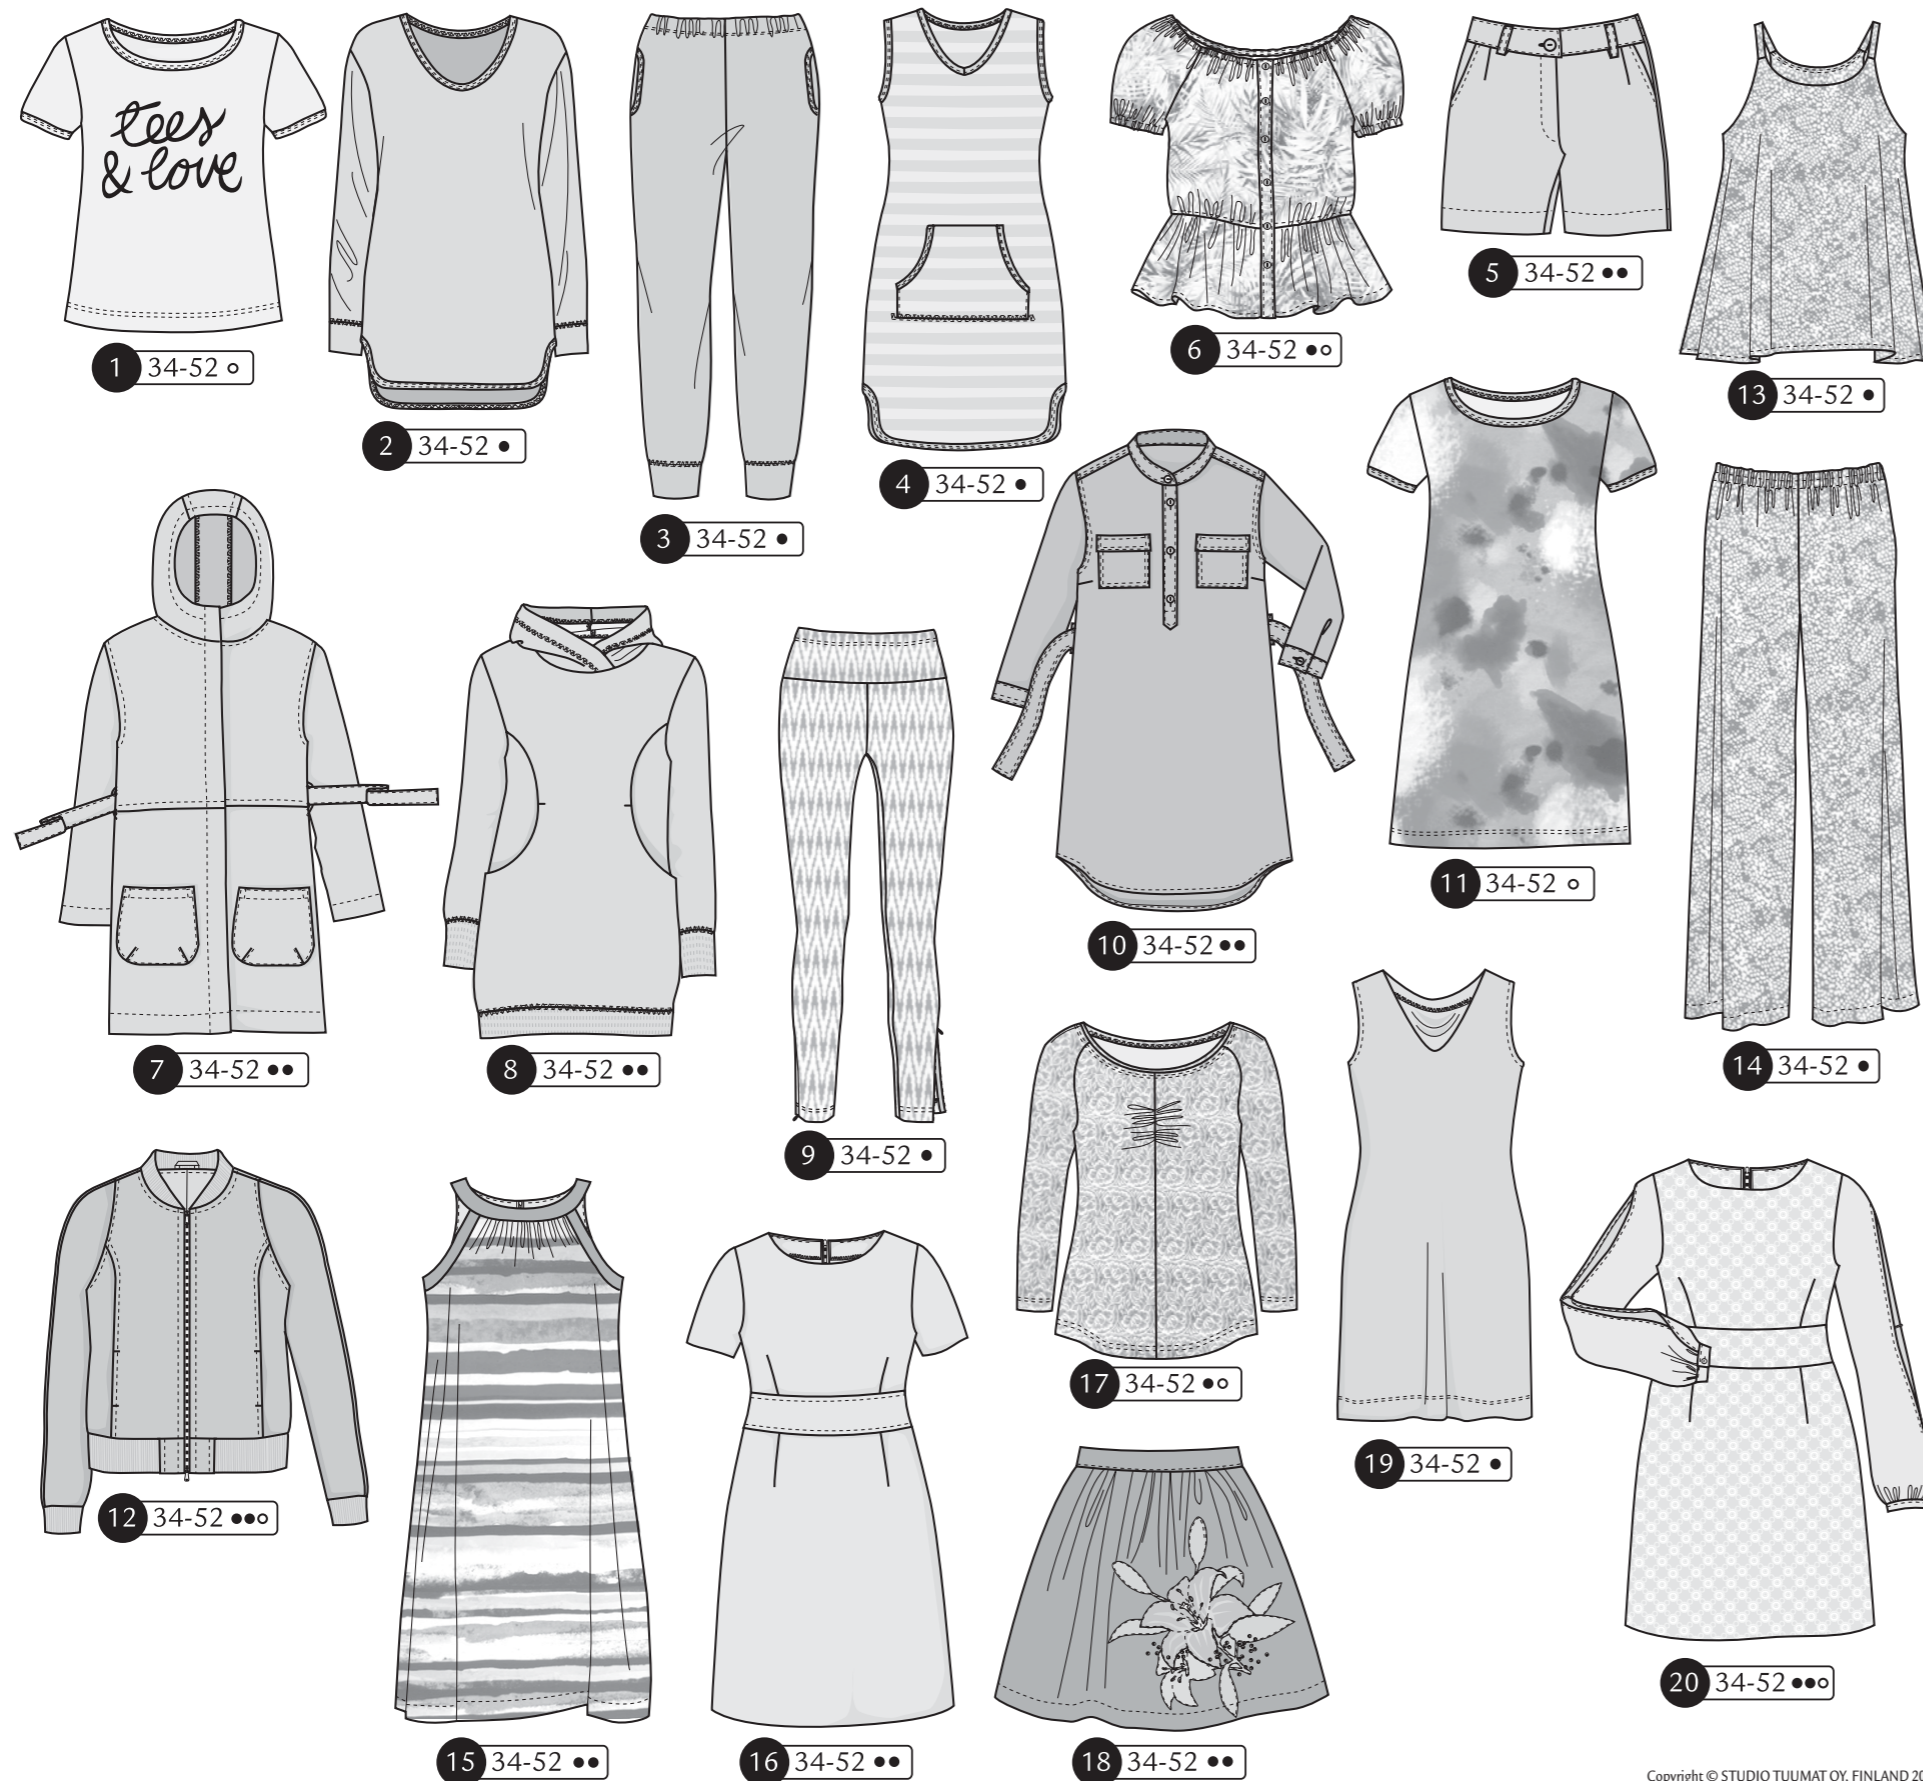 tees
& love
1 34-52 ○
2 34-52 ●
3 34-52 ●
4 34-52 ●
6 34-52 ●○
5 34-52 ●●
13 34-52 ●
7 34-52 ●●
8 34-52 ●●
9 34-52 ●
10 34-52 ●●
11 34-52 ○
14 34-52 ●
12 34-52 ●●○
15 34-52 ●●
16 34-52 ●●
17 34-52 ●○
18 34-52 ●●
19 34-52 ●
20 34-52 ●●○
Copyright © STUDIO TUUMAT OY, FINLAND 20